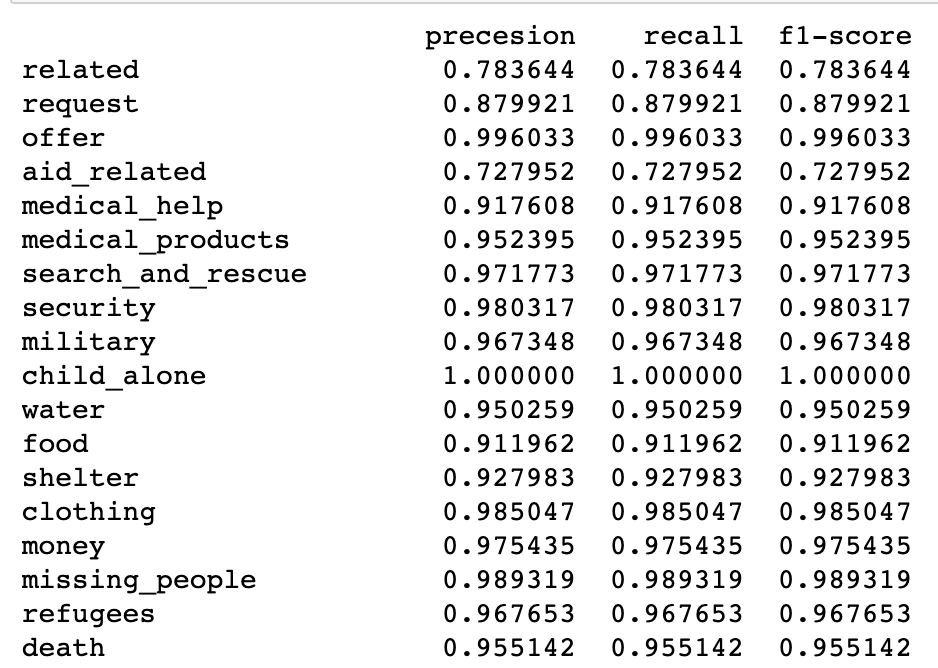 precesion recall f1-score
related 0.783644 0.783644 0.783644
request 0.879921 0.879921 0.879921
offer 0.996033 0.996033 0.996033
aid_related 0.727952 0.727952 0.727952
medical_help 0.917608 0.917608 0.917608
medical_products 0.952395 0.952395 0.952395
search_and_rescue 0.971773 0.971773 0.971773
security 0.980317 0.980317 0.980317
military 0.967348 0.967348 0.967348
child_alone 1.000000 1.000000 1.000000
water 0.950259 0.950259 0.950259
food 0.911962 0.911962 0.911962
shelter 0.927983 0.927983 0.927983
clothing 0.985047 0.985047 0.985047
money 0.975435 0.975435 0.975435
missing_people 0.989319 0.989319 0.989319
refugees 0.967653 0.967653 0.967653
death 0.955142 0.955142 0.955142